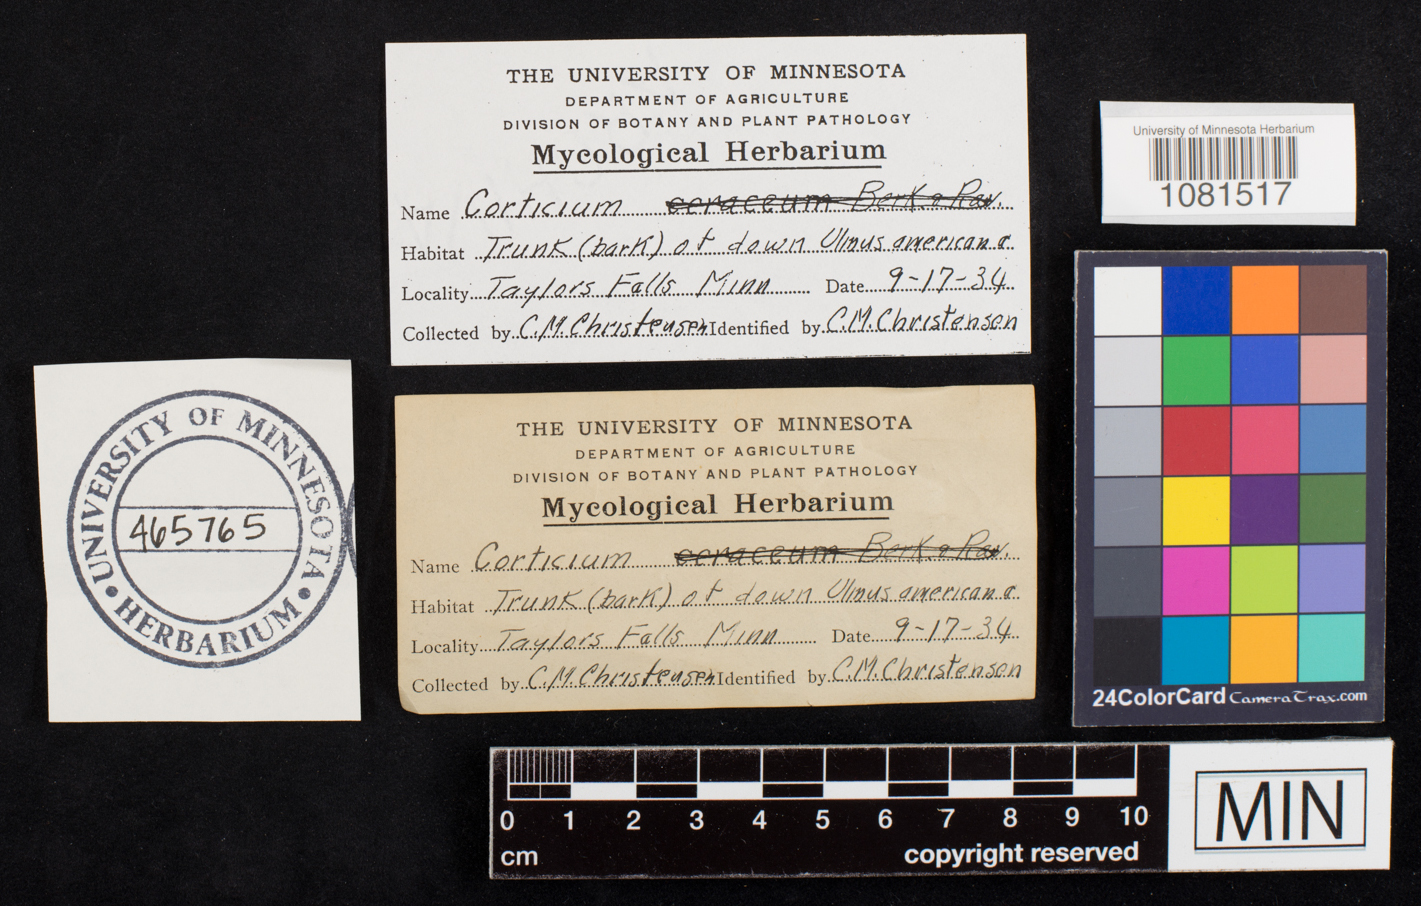 THE UNIVERSITY OF MINNESOTA
DEPARTMENT OF AGRICULTURE
DIVISION OF BOTANY AND PLANT PATHOLOGY
Mycological Herbarium
Name Corticium ceraceum Berk. & Rav.
Habitat Trunk (bark) of down Ulmus americana
Locality Taylors Falls Minn Date 9-17-34
Collected by C.M.Christensen Identified by C.M.Christensen
University of Minnesota Herbarium
1081517
UNIVERSITY OF MINNESOTA
465765
HERBARIUM
THE UNIVERSITY OF MINNESOTA
DEPARTMENT OF AGRICULTURE
DIVISION OF BOTANY AND PLANT PATHOLOGY
Mycological Herbarium
Name Corticium ceraceum Berk. & Rav.
Habitat Trunk (bark) of down Ulmus americana
Locality Taylors Falls Minn Date 9-17-34
Collected by C.M.Christensen Identified by C.M.Christensen
24ColorCard CameraTrax.com
0 1 2 3 4 5 6 7 8 9 10
cm copyright reserved
MIN